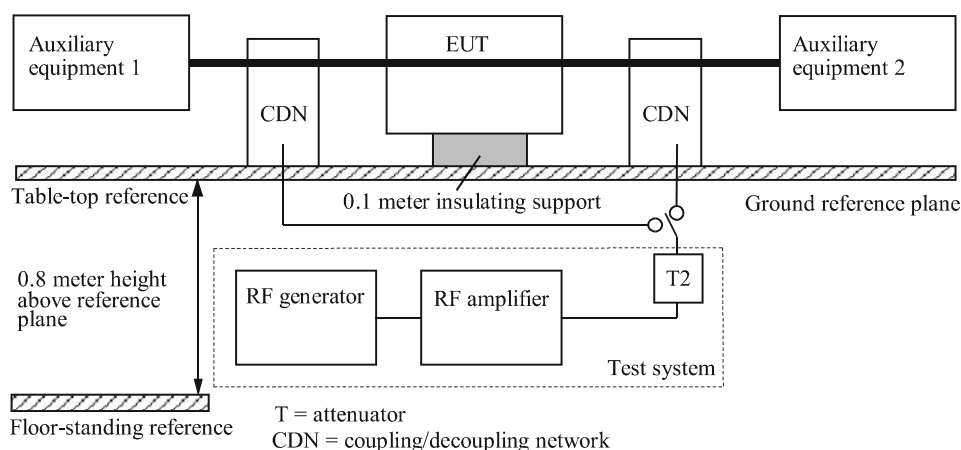 Auxiliary
equipment 1
CDN
EUT
CDN
Auxiliary
equipment 2
Table-top reference
0.1 meter insulating support
Ground reference plane
0.8 meter height
above reference
plane
RF generator
RF amplifier
T2
Test system
Floor-standing reference
T = attenuator
CDN = coupling/decoupling network